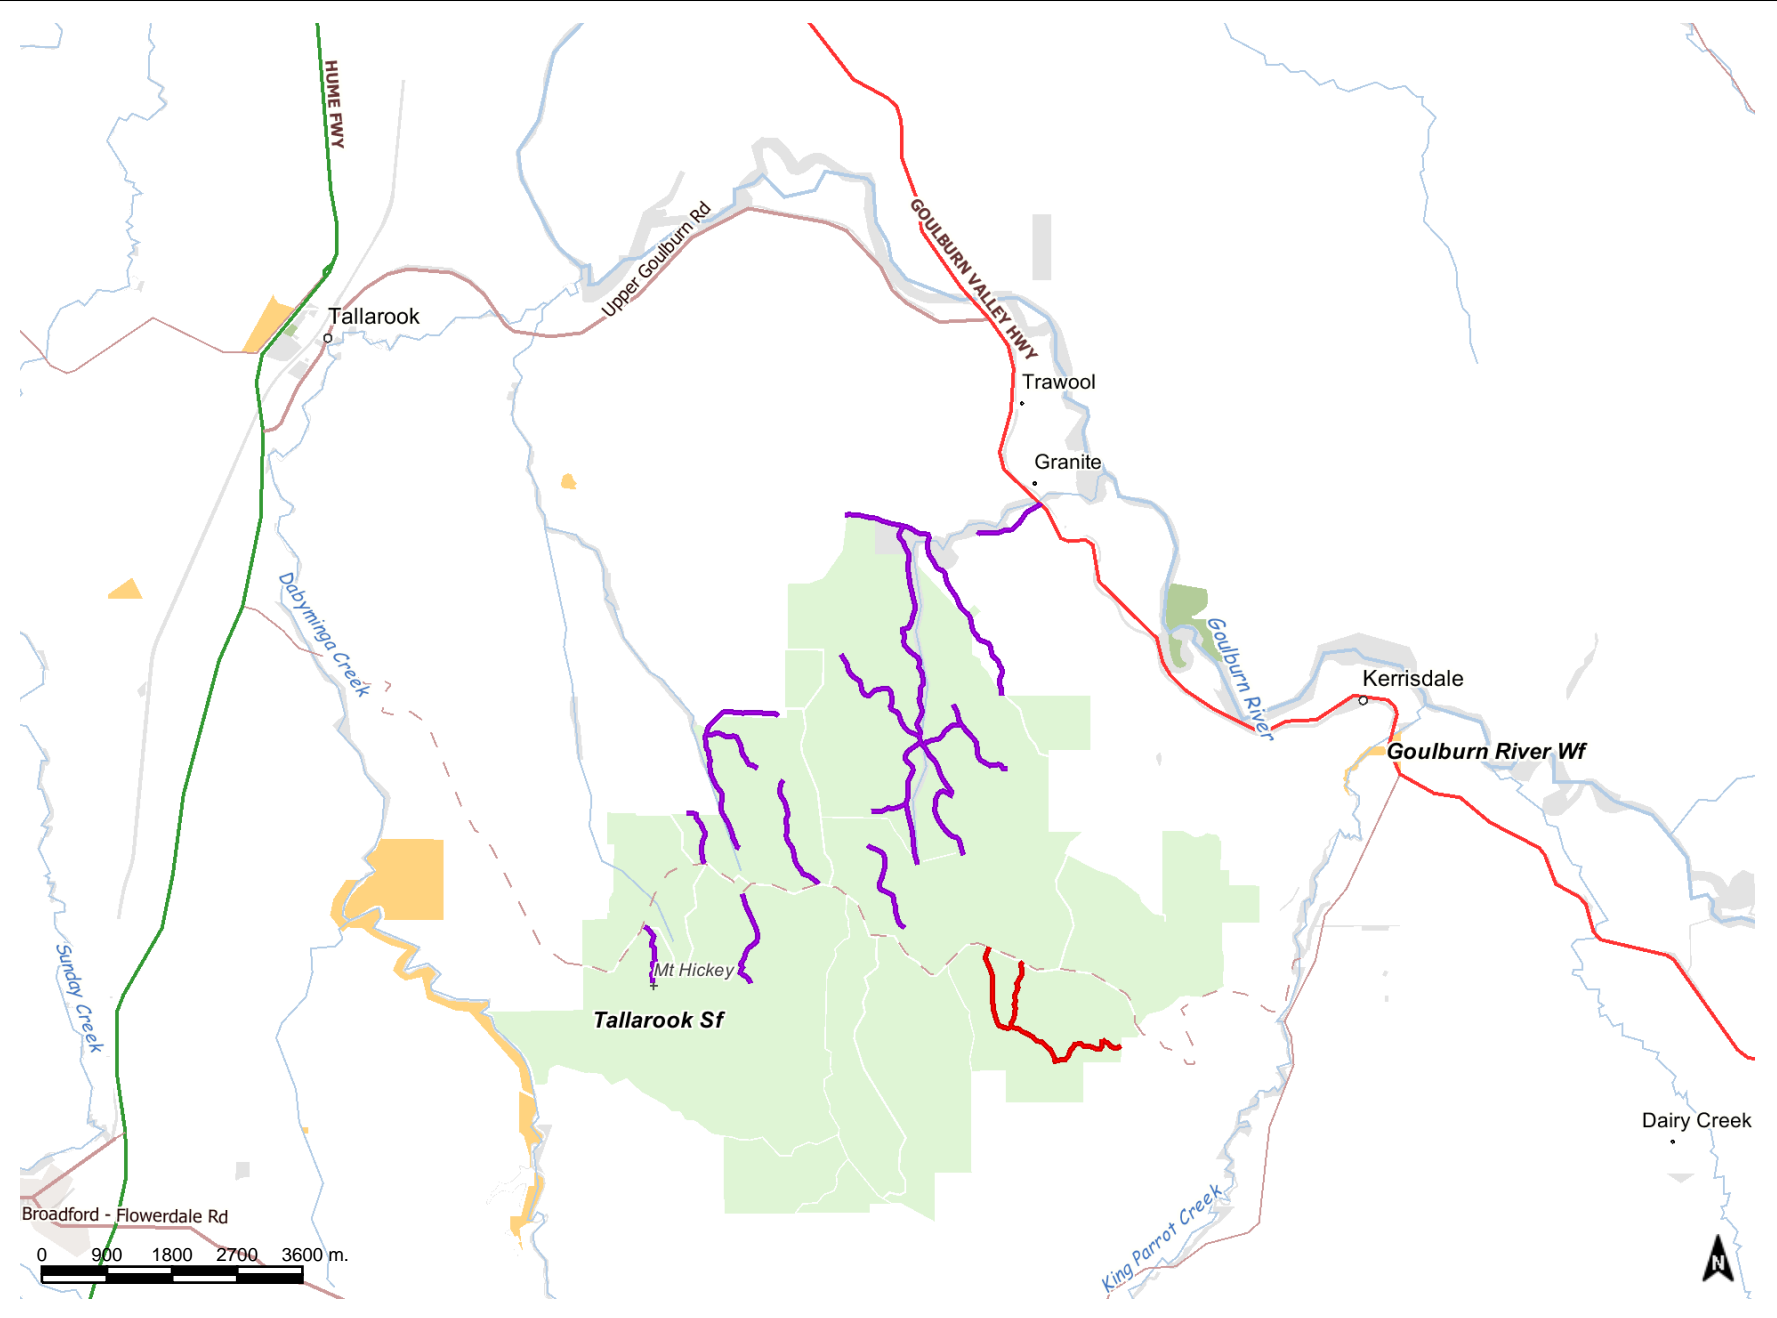 HUME FWY
GOULBURN VALLEY HWY
Upper Goulburn Rd
Tallarook
Trawool
Granite
Dabyminga Creek
Goulburn River
Kerrisdale
Goulburn River Wf
Sunday Creek
Mt Hickey
Tallarook Sf
Dairy Creek
King Parrot Creek
Broadford - Flowerdale Rd
0 900 1800 2700 3600 m.
N